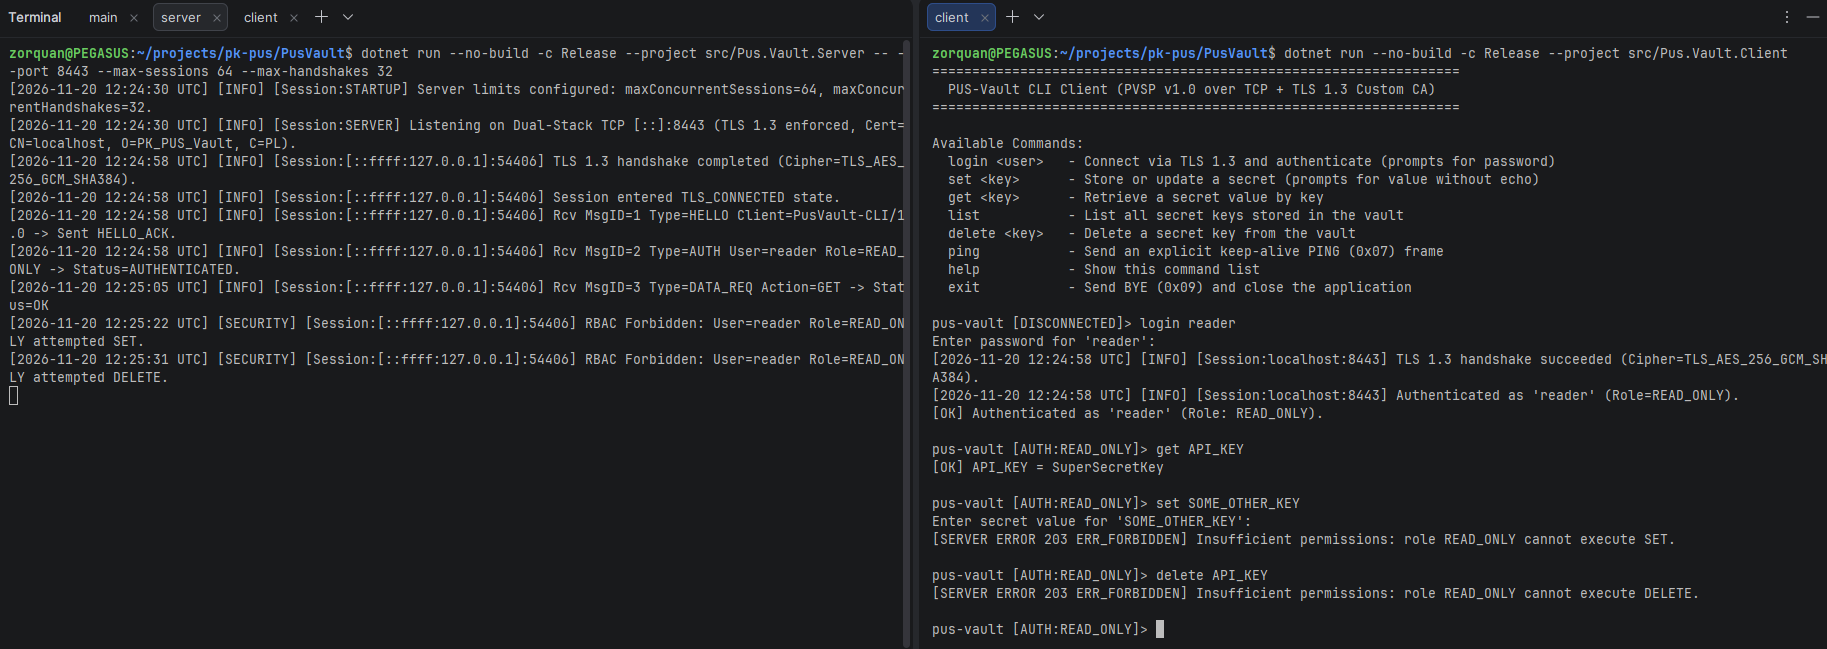 Terminal main × server × client × + ⌄
zorquan@PEGASUS:~/projects/pk-pus/PusVault$ dotnet run --no-build -c Release --project src/Pus.Vault.Server -- -
-port 8443 --max-sessions 64 --max-handshakes 32
[2026-11-20 12:24:30 UTC] [INFO] [Session:STARTUP] Server limits configured: maxConcurrentSessions=64, maxConcur
rentHandshakes=32.
[2026-11-20 12:24:30 UTC] [INFO] [Session:SERVER] Listening on Dual-Stack TCP [::]:8443 (TLS 1.3 enforced, Cert=
CN=localhost, O=PK_PUS_Vault, C=PL).
[2026-11-20 12:24:58 UTC] [INFO] [Session:[::ffff:127.0.0.1]:54406] TLS 1.3 handshake completed (Cipher=TLS_AES_
256_GCM_SHA384).
[2026-11-20 12:24:58 UTC] [INFO] [Session:[::ffff:127.0.0.1]:54406] Session entered TLS_CONNECTED state.
[2026-11-20 12:24:58 UTC] [INFO] [Session:[::ffff:127.0.0.1]:54406] Rcv MsgID=1 Type=HELLO Client=PusVault-CLI/1
.0 -> Sent HELLO_ACK.
[2026-11-20 12:24:58 UTC] [INFO] [Session:[::ffff:127.0.0.1]:54406] Rcv MsgID=2 Type=AUTH User=reader Role=READ_
ONLY -> Status=AUTHENTICATED.
[2026-11-20 12:25:05 UTC] [INFO] [Session:[::ffff:127.0.0.1]:54406] Rcv MsgID=3 Type=DATA_REQ Action=GET -> Stat
us=OK
[2026-11-20 12:25:22 UTC] [SECURITY] [Session:[::ffff:127.0.0.1]:54406] RBAC Forbidden: User=reader Role=READ_ON
LY attempted SET.
[2026-11-20 12:25:31 UTC] [SECURITY] [Session:[::ffff:127.0.0.1]:54406] RBAC Forbidden: User=reader Role=READ_ON
LY attempted DELETE.
client × + ⌄
zorquan@PEGASUS:~/projects/pk-pus/PusVault$ dotnet run --no-build -c Release --project src/Pus.Vault.Client
==================================================================
PUS-Vault CLI Client (PVSP v1.0 over TCP + TLS 1.3 Custom CA)
==================================================================
Available Commands:
login <user> - Connect via TLS 1.3 and authenticate (prompts for password)
set <key> - Store or update a secret (prompts for value without echo)
get <key> - Retrieve a secret value by key
list - List all secret keys stored in the vault
delete <key> - Delete a secret key from the vault
ping - Send an explicit keep-alive PING (0x07) frame
help - Show this command list
exit - Send BYE (0x09) and close the application
pus-vault [DISCONNECTED]> login reader
Enter password for 'reader':
[2026-11-20 12:24:58 UTC] [INFO] [Session:localhost:8443] TLS 1.3 handshake succeeded (Cipher=TLS_AES_256_GCM_SH
A384).
[2026-11-20 12:24:58 UTC] [INFO] [Session:localhost:8443] Authenticated as 'reader' (Role=READ_ONLY).
[OK] Authenticated as 'reader' (Role: READ_ONLY).
pus-vault [AUTH:READ_ONLY]> get API_KEY
[OK] API_KEY = SuperSecretKey
pus-vault [AUTH:READ_ONLY]> set SOME_OTHER_KEY
Enter secret value for 'SOME_OTHER_KEY':
[SERVER ERROR 203 ERR_FORBIDDEN] Insufficient permissions: role READ_ONLY cannot execute SET.
pus-vault [AUTH:READ_ONLY]> delete API_KEY
[SERVER ERROR 203 ERR_FORBIDDEN] Insufficient permissions: role READ_ONLY cannot execute DELETE.
pus-vault [AUTH:READ_ONLY]>